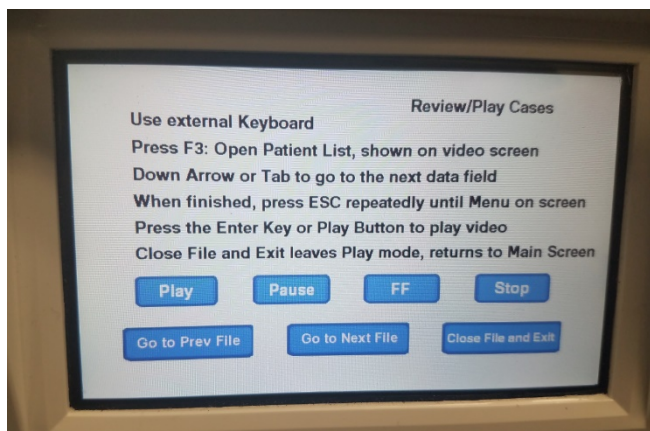 Review/Play Cases
Use external Keyboard
Press F3: Open Patient List, shown on video screen
Down Arrow or Tab to go to the next data field
When finished, press ESC repeatedly until Menu on screen
Press the Enter Key or Play Button to play video
Close File and Exit leaves Play mode, returns to Main Screen
Play Pause FF Stop
Go to Prev File Go to Next File Close File and Exit